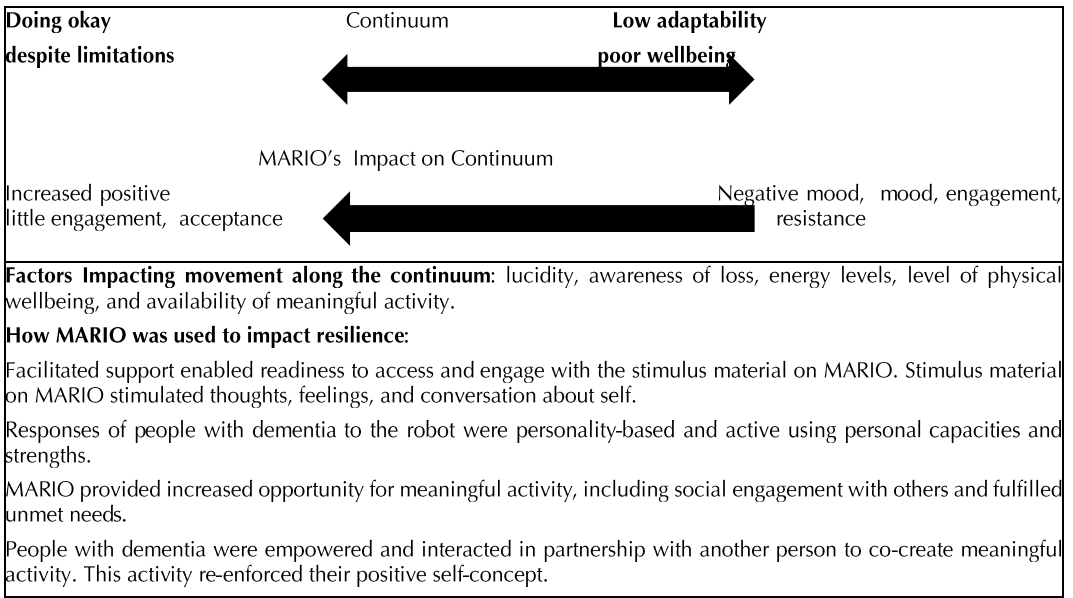 Doing okay Continuum Low adaptability
despite limitations poor wellbeing
MARIO's Impact on Continuum
Increased positive Negative mood, mood, engagement,
little engagement, acceptance resistance
Factors Impacting movement along the continuum: lucidity, awareness of loss, energy levels, level of physical
wellbeing, and availability of meaningful activity.
How MARIO was used to impact resilience:
Facilitated support enabled readiness to access and engage with the stimulus material on MARIO. Stimulus material
on MARIO stimulated thoughts, feelings, and conversation about self.
Responses of people with dementia to the robot were personality-based and active using personal capacities and
strengths.
MARIO provided increased opportunity for meaningful activity, including social engagement with others and fulfilled
unmet needs.
People with dementia were empowered and interacted in partnership with another person to co-create meaningful
activity. This activity re-enforced their positive self-concept.